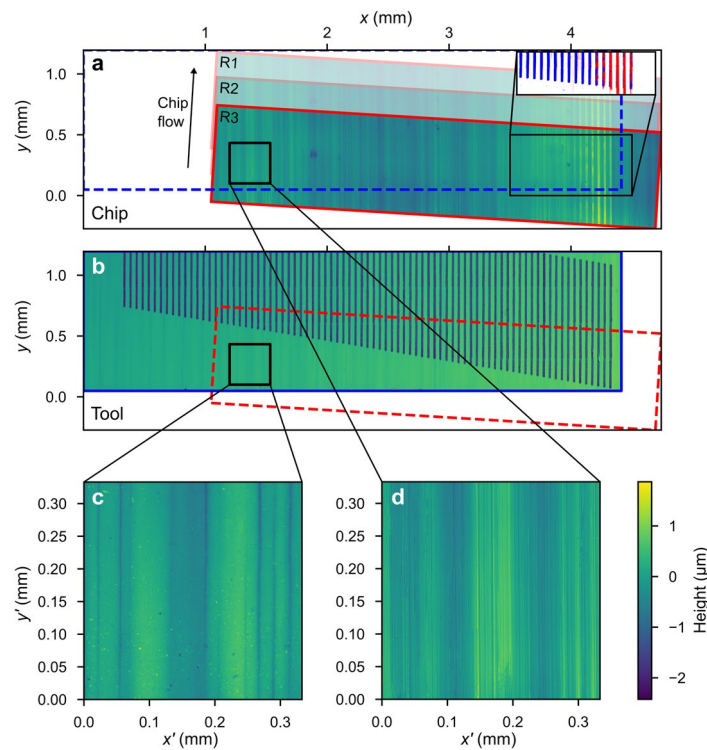 x (mm)
1 2 3 4
a
R1
R2
R3
Chip
flow
y (mm)
1.0
0.5
0.0
Chip
b
y (mm)
1.0
0.5
0.0
Tool
c
y′ (mm)
0.30
0.25
0.20
0.15
0.10
0.05
0.00
0.0 0.1 0.2 0.3
x′ (mm)
d
0.30
0.25
0.20
0.15
0.10
0.05
0.00
0.0 0.1 0.2 0.3
x′ (mm)
1
0
−1
−2
Height (µm)